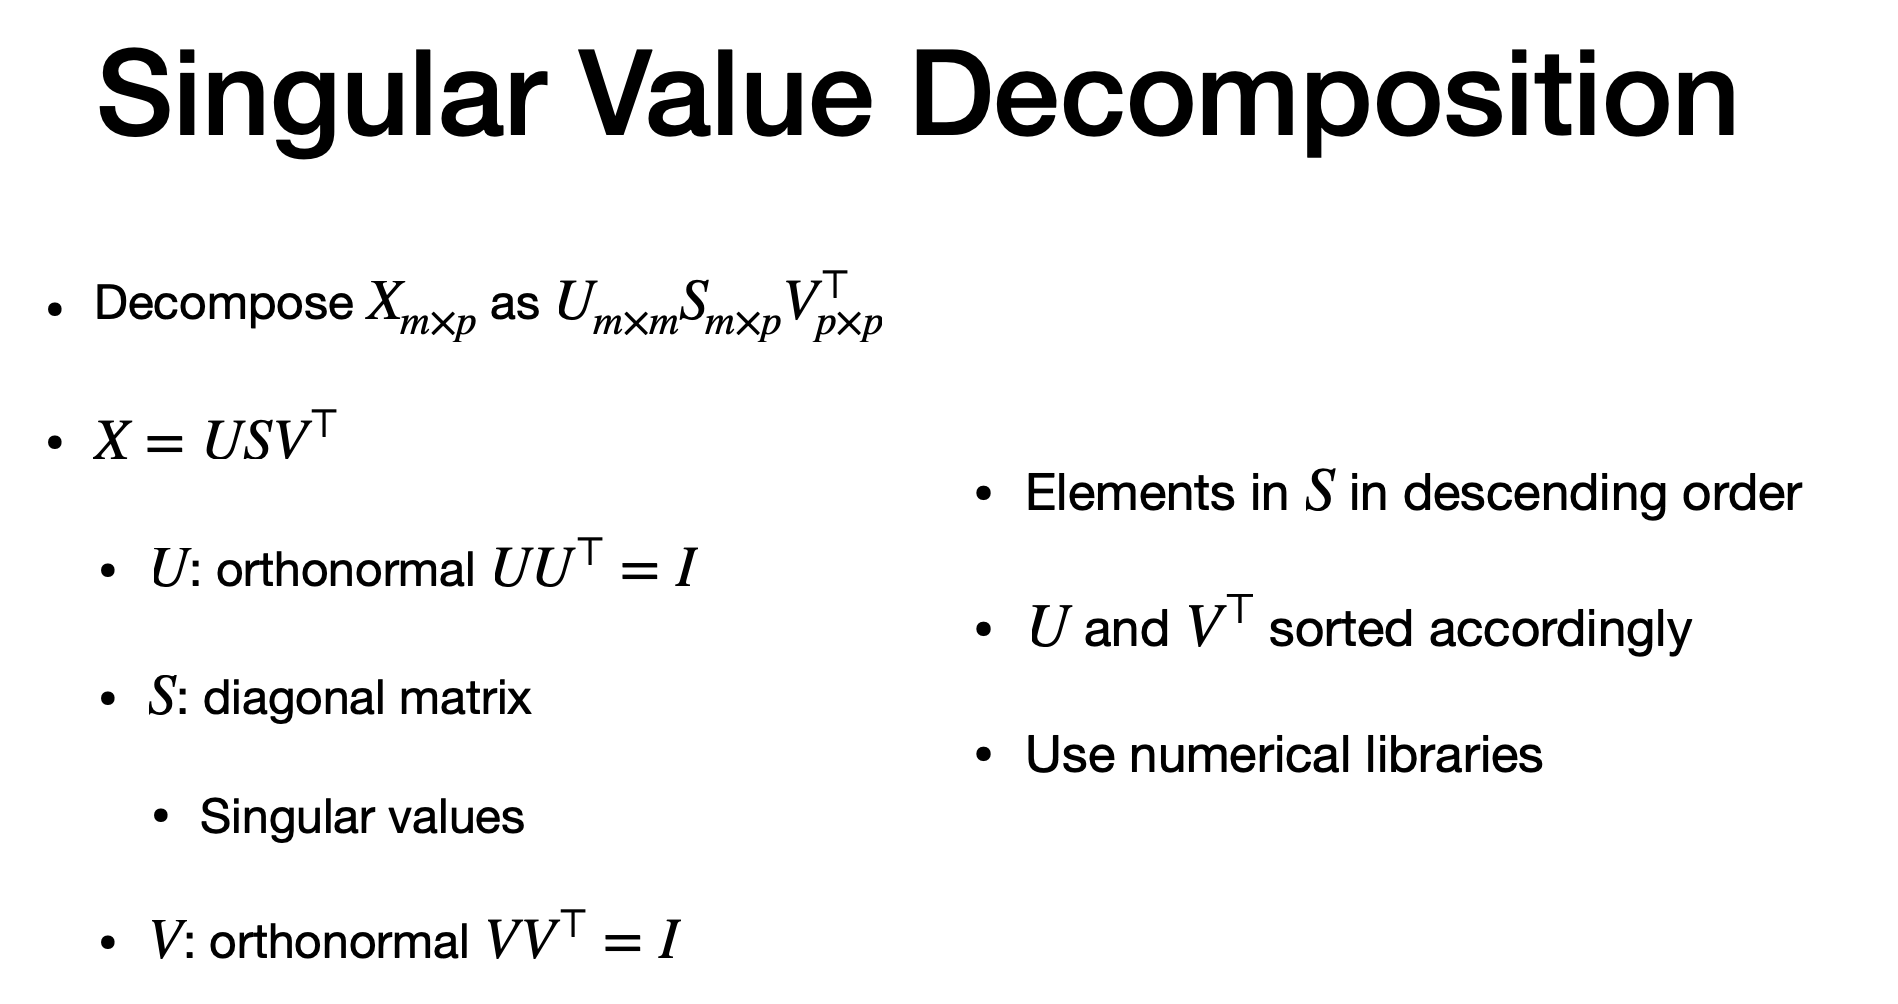 Singular Value Decomposition
• Decompose $X_{m \times p}$ as $U_{m \times m} S_{m \times p} V_{p \times p}^{\top}$
• $X = USV^{\top}$
• $U$: orthonormal $UU^{\top} = I$
• $S$: diagonal matrix
• Singular values
• $V$: orthonormal $VV^{\top} = I$
• Elements in $S$ in descending order
• $U$ and $V^{\top}$ sorted accordingly
• Use numerical libraries